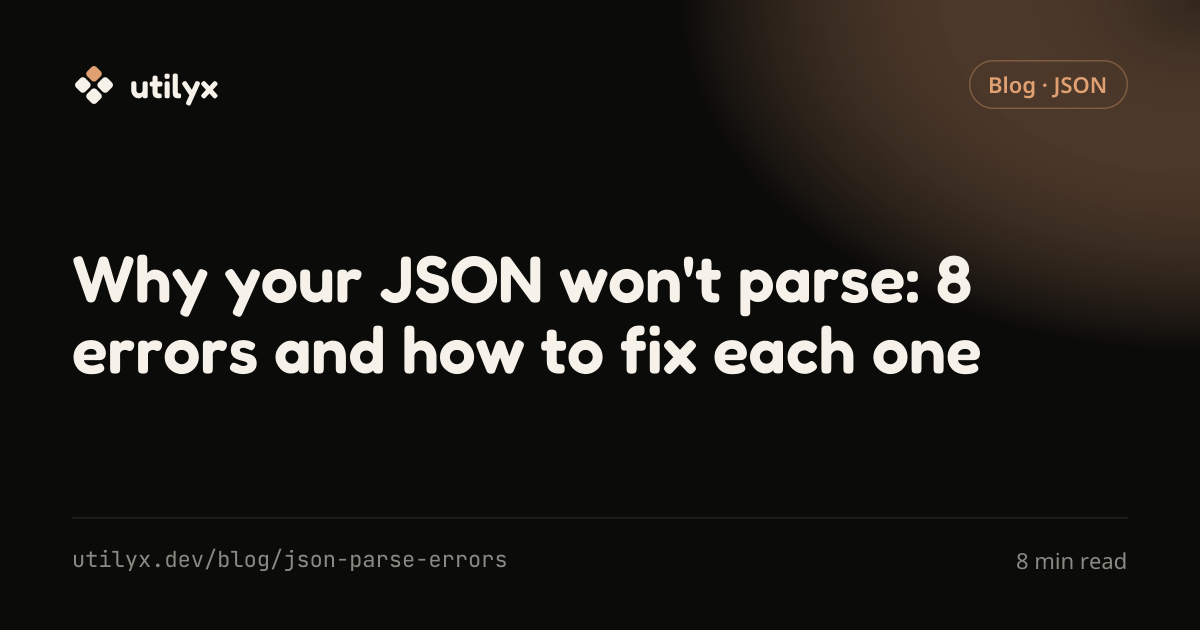 utilyx
Blog · JSON
Why your JSON won't parse: 8
errors and how to fix each one
utilyx.dev/blog/json-parse-errors
8 min read